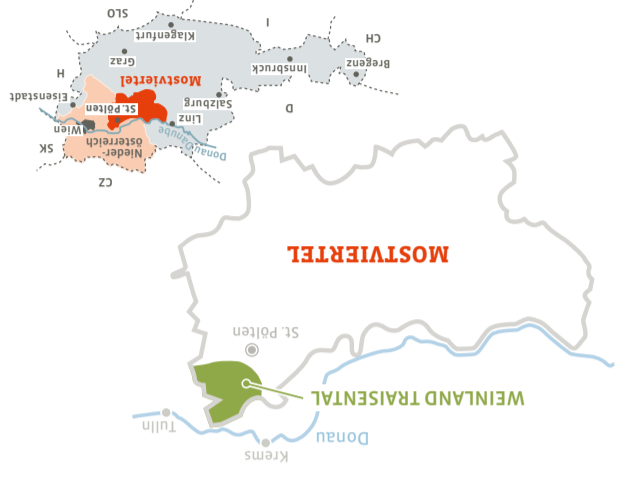 Krems
Donau
Tulln
WEINLAND TRAISENTAL
St. Pölten
MOSTVIERTEL
CZ
Donau/Danube
Nieder-
österreich
SK
Wien
Linz
St. Pölten
D
Salzburg
Eisenstadt
H
Mostviertel
Innsbruck
Bregenz
Graz
CH
Klagenfurt
I
SLO